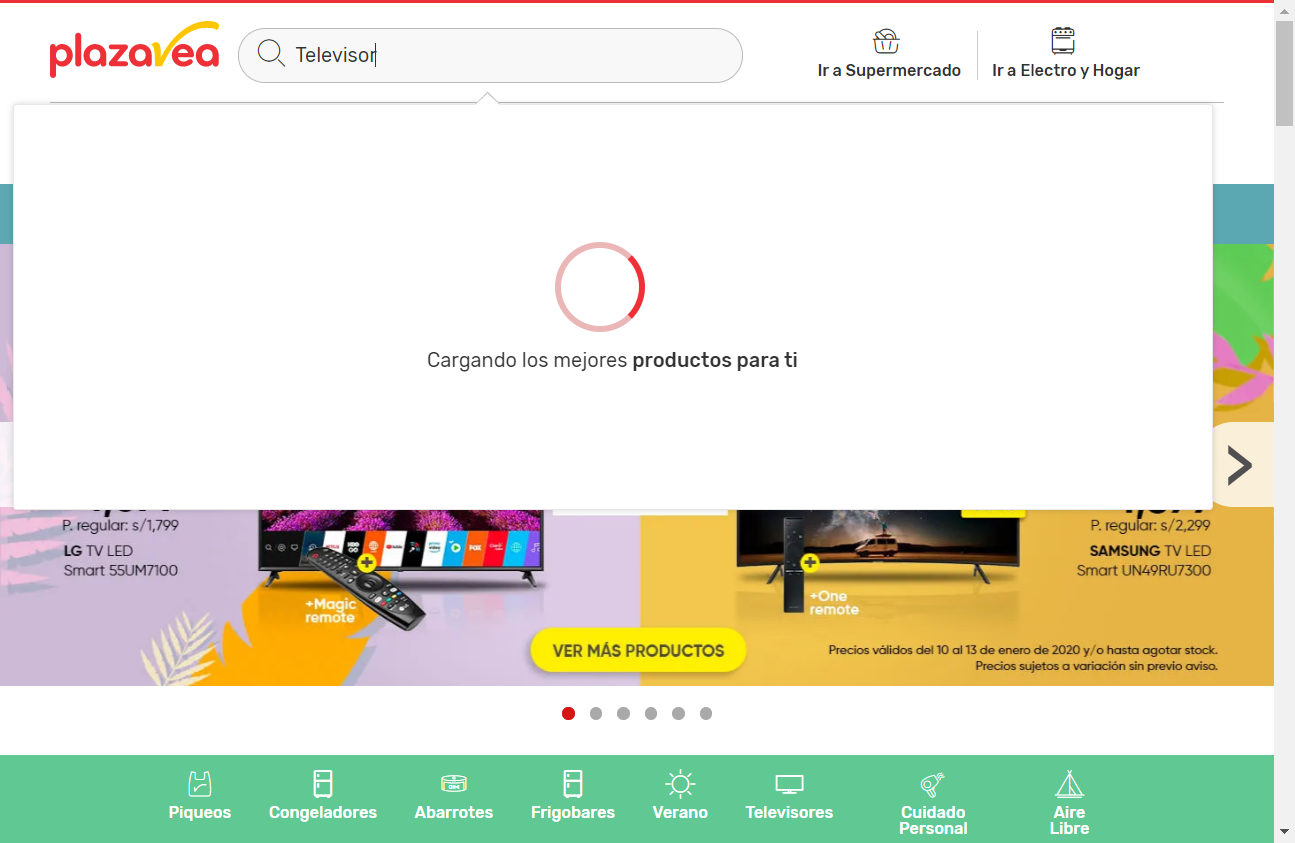 plazavea
Televisor
Ir a Supermercado
Ir a Electro y Hogar
Cargando los mejores productos para ti
P. regular: s/1,799
LG TV LED
Smart 55UM7100
+Magic
remote
+One
remote
P. regular: s/2,299
SAMSUNG TV LED
Smart UN49RU7300
VER MÁS PRODUCTOS
Precios válidos del 10 al 13 de enero de 2020 y/o hasta agotar stock.
Precios sujetos a variación sin previo aviso.
Piqueos
Congeladores
Abarrotes
Frigobares
Verano
Televisores
Cuidado
Personal
Aire
Libre